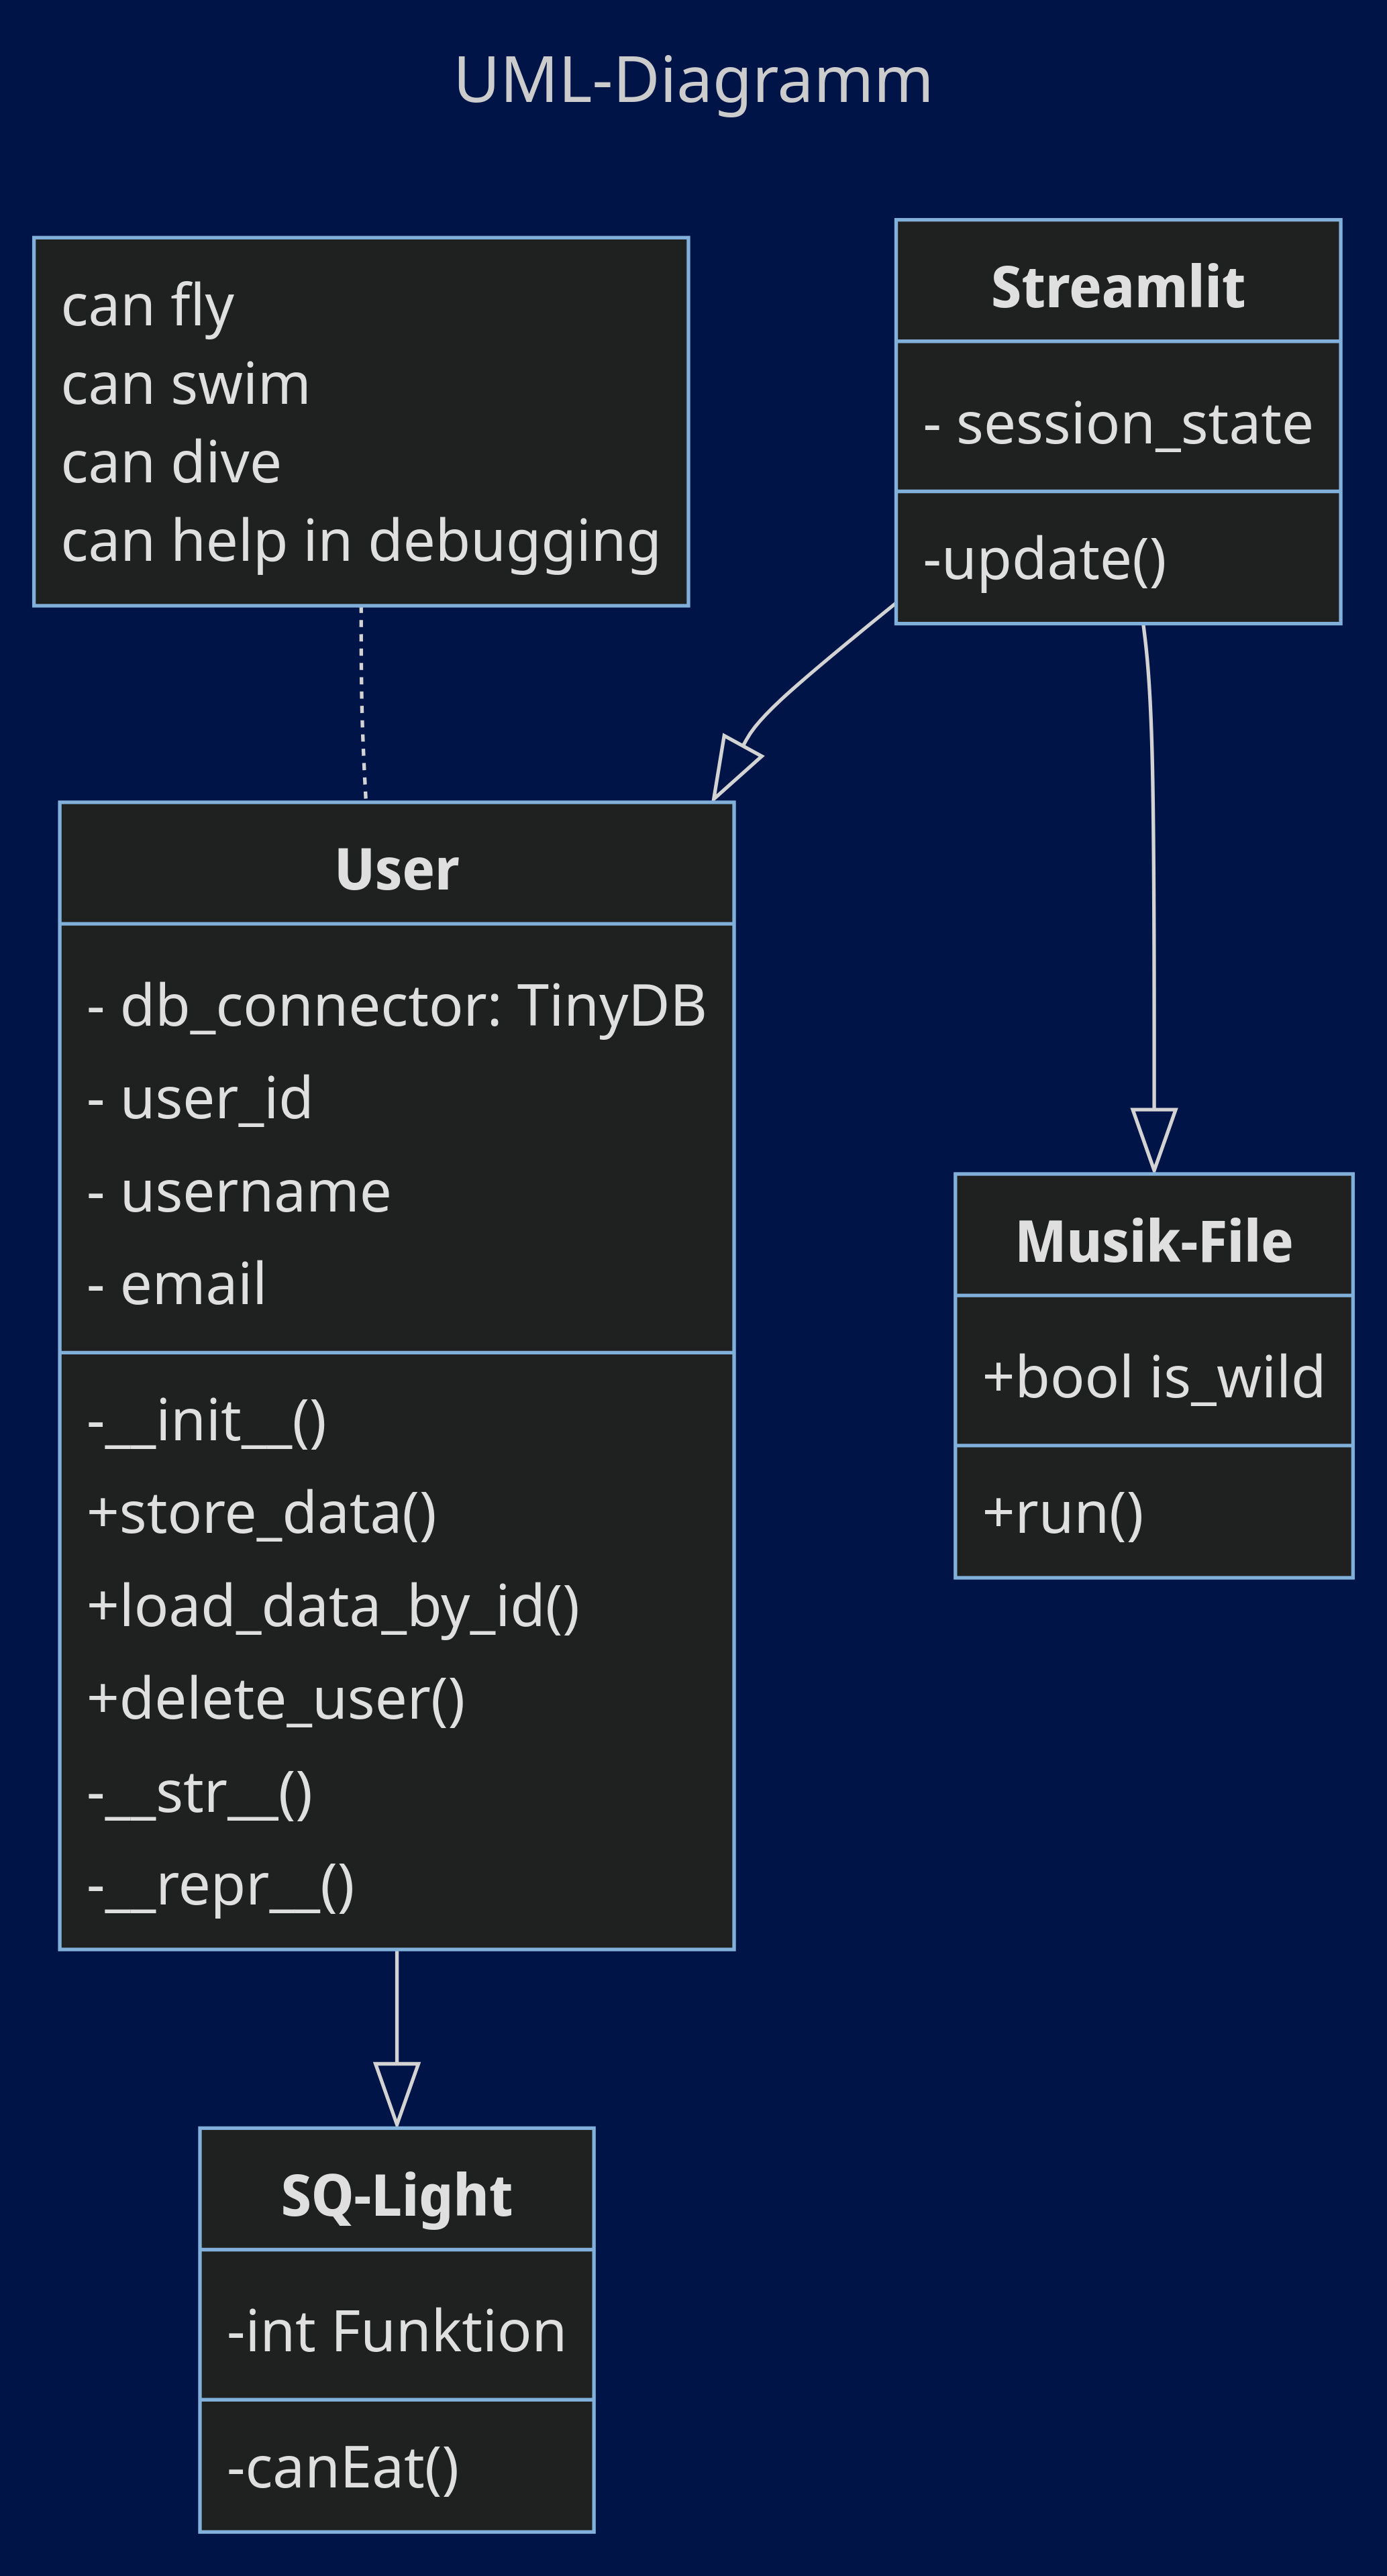 UML-Diagramm
can fly
can swim
can dive
can help in debugging
Streamlit
- session_state
-update()
User
- db_connector: TinyDB
- user_id
- username
- email
-__init__()
+store_data()
+load_data_by_id()
+delete_user()
-__str__()
-__repr__()
Musik-File
+bool is_wild
+run()
SQ-Light
-int Funktion
-canEat()